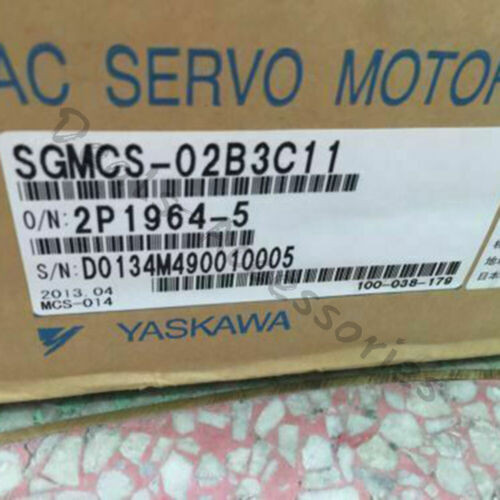 AC SERVO MOTOR
SGMCS-02B3C11
O/N: 2P1964-5
S/N: D0134M490010005
2013.04
100-038-179
MCS-014
YASKAWA